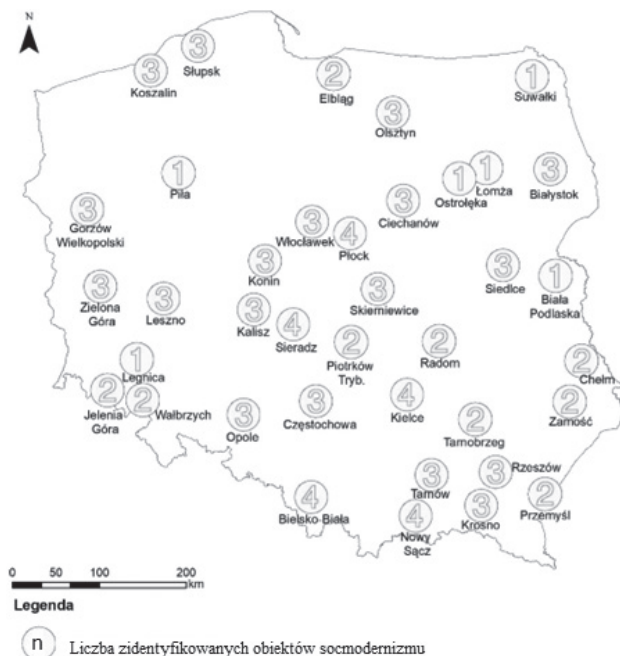 N
3
Słupsk
3
Koszalin
2
Elbląg
1
Suwałki
3
Olsztyn
1
Piła
1
Łomża
1
Ostrołęka
3
Białystok
3
Gorzów
Wielkopolski
3
Ciechanów
3
Włocławek
4
Płock
3
Konin
3
Siedlce
1
Biała
Podlaska
3
Zielona
Góra
3
Leszno
3
Skierniewice
3
Kalisz
4
Sieradz
2
Piotrków
Tryb.
2
Radom
1
Legnica
2
Chełm
2
Jelenia
Góra
2
Wałbrzych
3
Opole
3
Częstochowa
4
Kielce
2
Tarnobrzeg
2
Zamość
3
Tarnów
3
Rzeszów
4
Bielsko Biała
4
Nowy
Sącz
3
Krosno
2
Przemyśl
0 50 100 200
km
Legenda
n Liczba zidentyfikowanych obiektów socmodernizmu